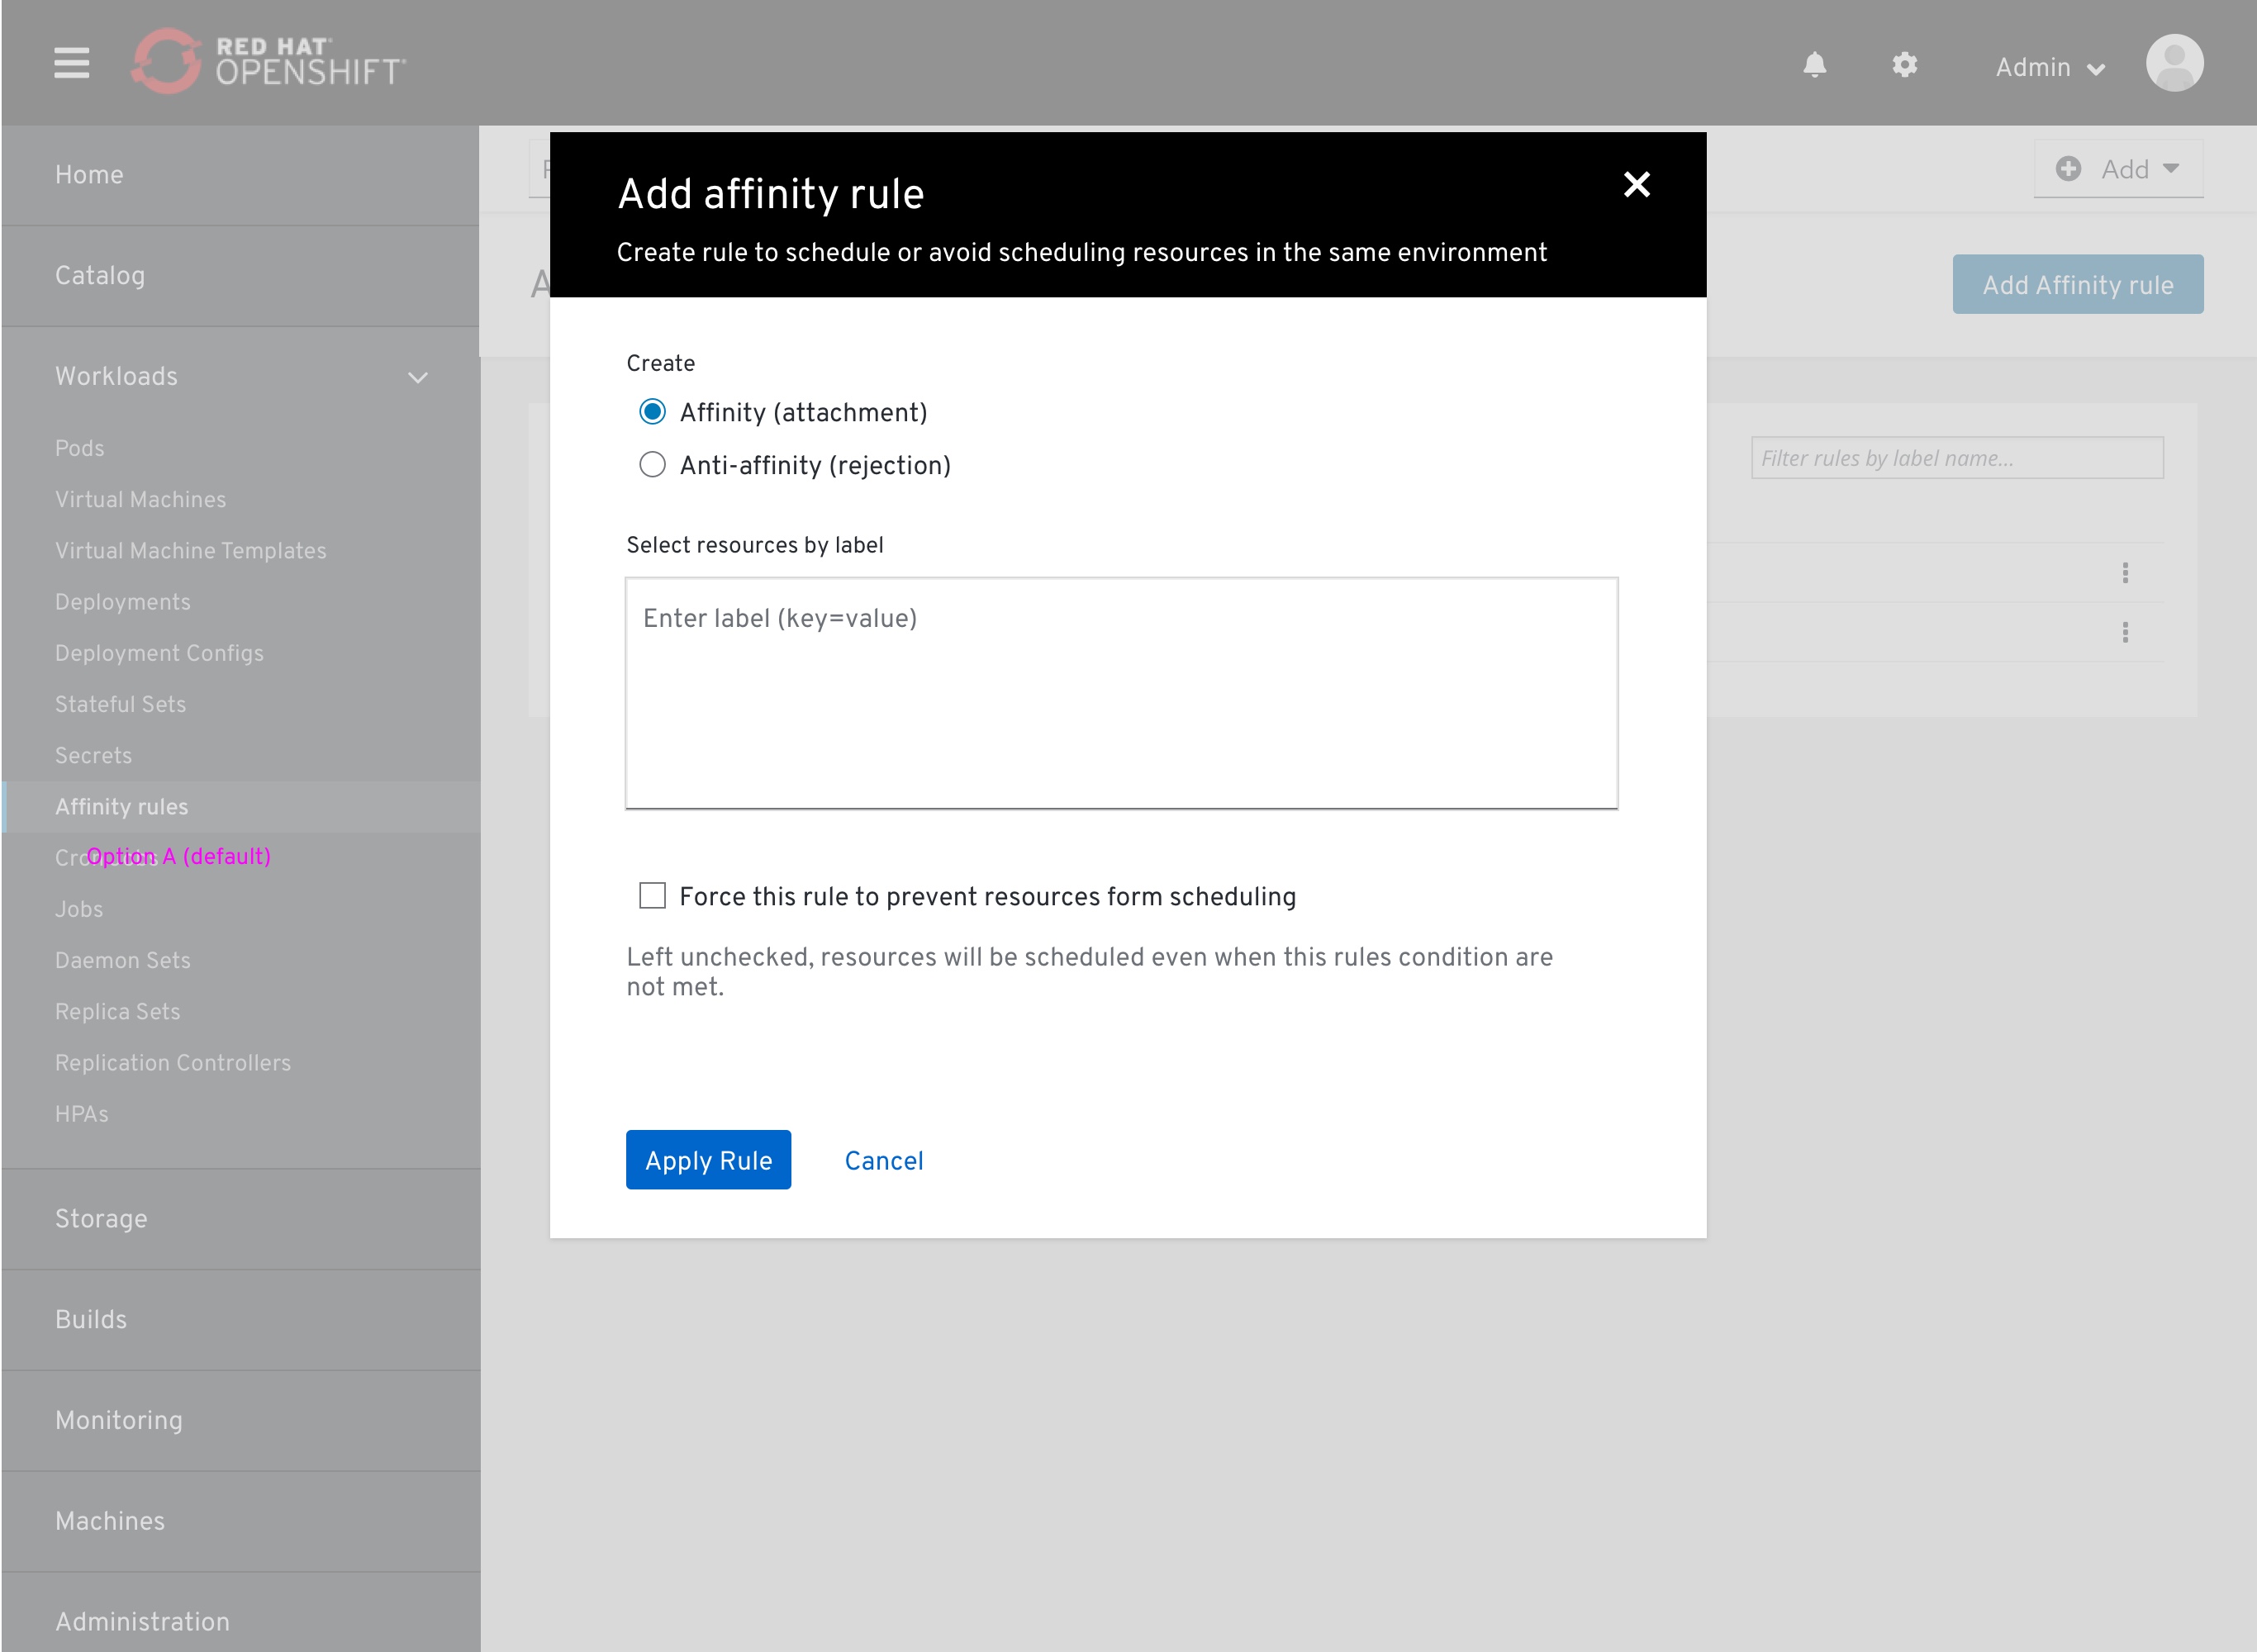 RED HAT®
OPENSHIFT®
Admin
Home
Catalog
Workloads
Pods
Virtual Machines
Virtual Machine Templates
Deployments
Deployment Configs
Stateful Sets
Secrets
Affinity rules
Option A (default)
Jobs
Daemon Sets
Replica Sets
Replication Controllers
HPAs
Storage
Builds
Monitoring
Machines
Administration
Add
Add Affinity rule
Filter rules by label name...
Add affinity rule
Create rule to schedule or avoid scheduling resources in the same environment
Create
Affinity (attachment)
Anti-affinity (rejection)
Select resources by label
Enter label (key=value)
Force this rule to prevent resources form scheduling
Left unchecked, resources will be scheduled even when this rules condition are
not met.
Apply Rule
Cancel